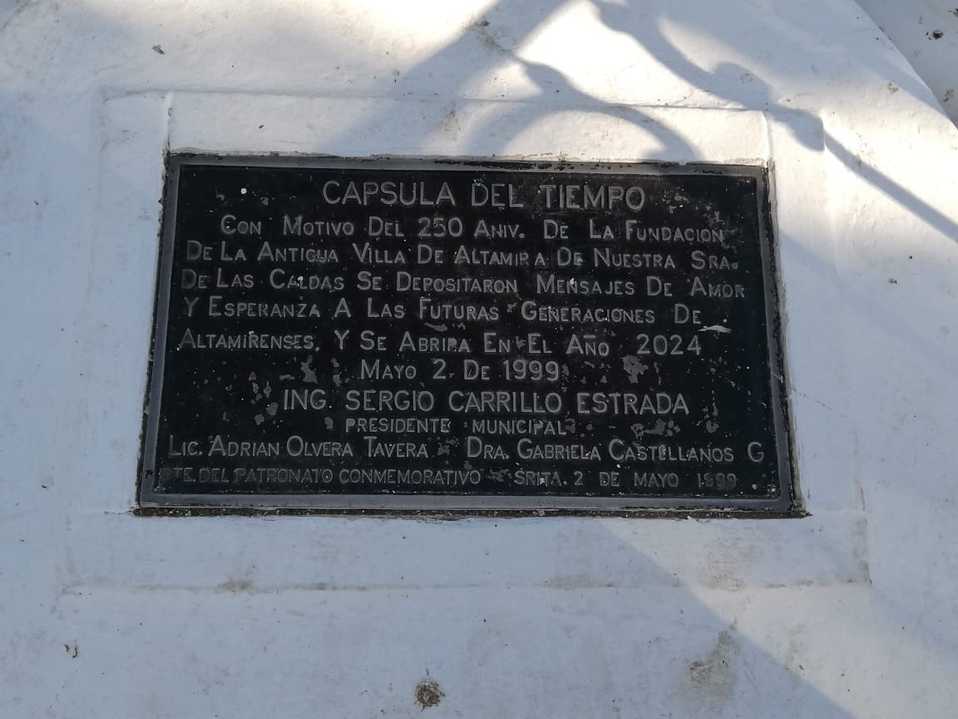 CAPSULA DEL TIEMPO
CON MOTIVO DEL 250 ANIV. DE LA FUNDACION
DE LA ANTIGUA VILLA DE ALTAMIRA DE NUESTRA SRA.
DE LAS CALDAS SE DEPOSITARON MENSAJES DE AMOR
Y ESPERANZA A LAS FUTURAS GENERACIONES DE
ALTAMIRENSES. Y SE ABRIRA EN EL AÑO 2024
MAYO 2 DE 1999
ING. SERGIO CARRILLO ESTRADA
PRESIDENTE MUNICIPAL
LIC. ADRIAN OLVERA TAVERA DRA. GABRIELA CASTELLANOS G
PTE. DEL PATRONATO CONMEMORATIVO SRITA. 2 DE MAYO 1999